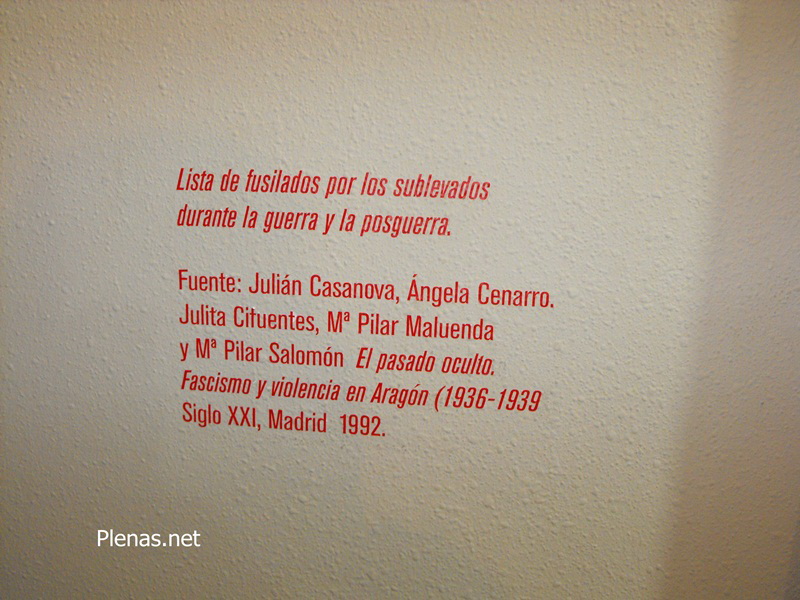 Lista de fusilados por los sublevados
durante la guerra y la posguerra.
Fuente: Julián Casanova, Ángela Cenarro.
Julita Cifuentes, Mª Pilar Maluenda
y Mª Pilar Salomón El pasado oculto.
Fascismo y violencia en Aragón (1936-1939
Siglo XXI, Madrid 1992.
Plenas.net